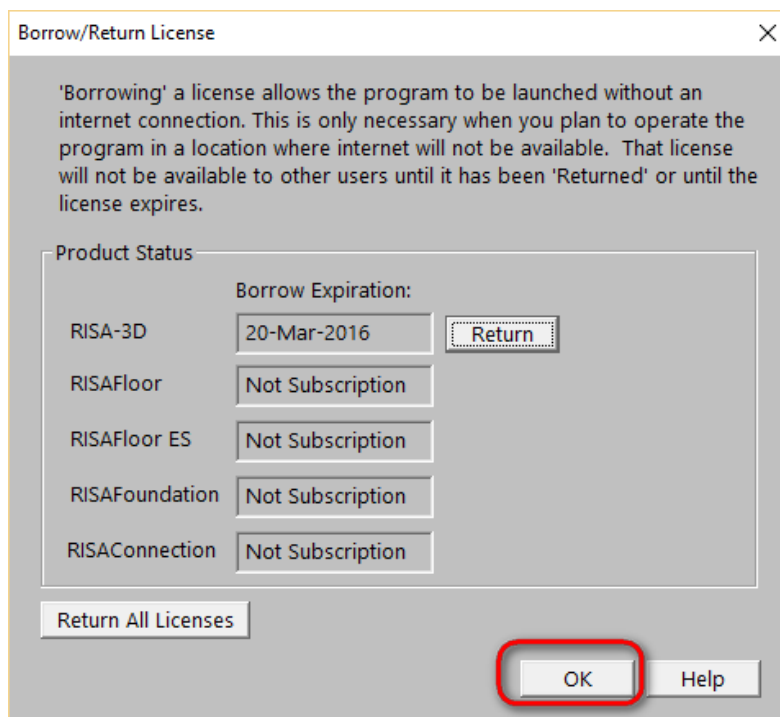 Borrow/Return License
'Borrowing' a license allows the program to be launched without an
internet connection. This is only necessary when you plan to operate the
program in a location where internet will not be available.  That license
will not be available to other users until it has been 'Returned' or until the
license expires.
Product Status
Borrow Expiration:
RISA-3D 20-Mar-2016 Return
RISAFloor Not Subscription
RISAFloor ES Not Subscription
RISAFoundation Not Subscription
RISAConnection Not Subscription
Return All Licenses
OK Help